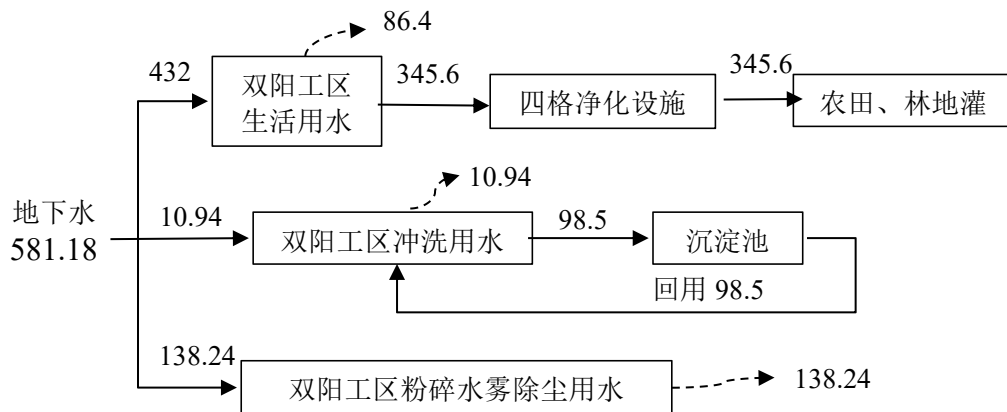 86.4
432
双阳工区
生活用水
345.6
四格净化设施
345.6
农田、林地灌
10.94
地下水
581.18
10.94
双阳工区冲洗用水
98.5
沉淀池
回用 98.5
138.24
双阳工区粉碎水雾除尘用水
138.24